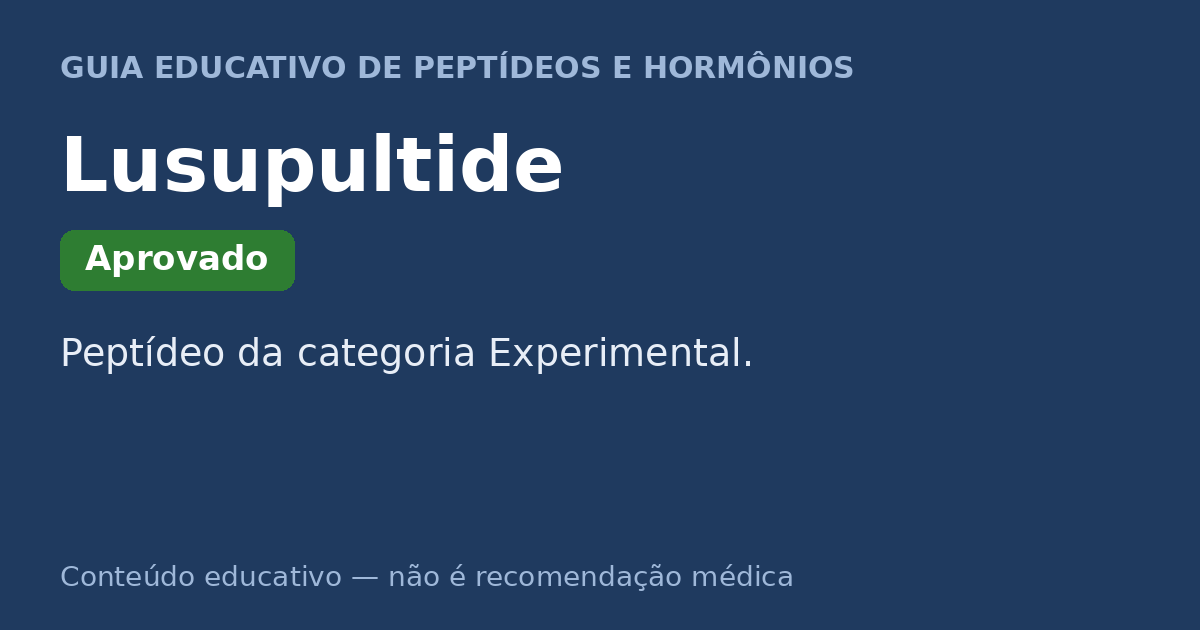 GUIA EDUCATIVO DE PEPTÍDEOS E HORMÔNIOS
Lusupultide
Aprovado
Peptídeo da categoria Experimental.
Conteúdo educativo — não é recomendação médica